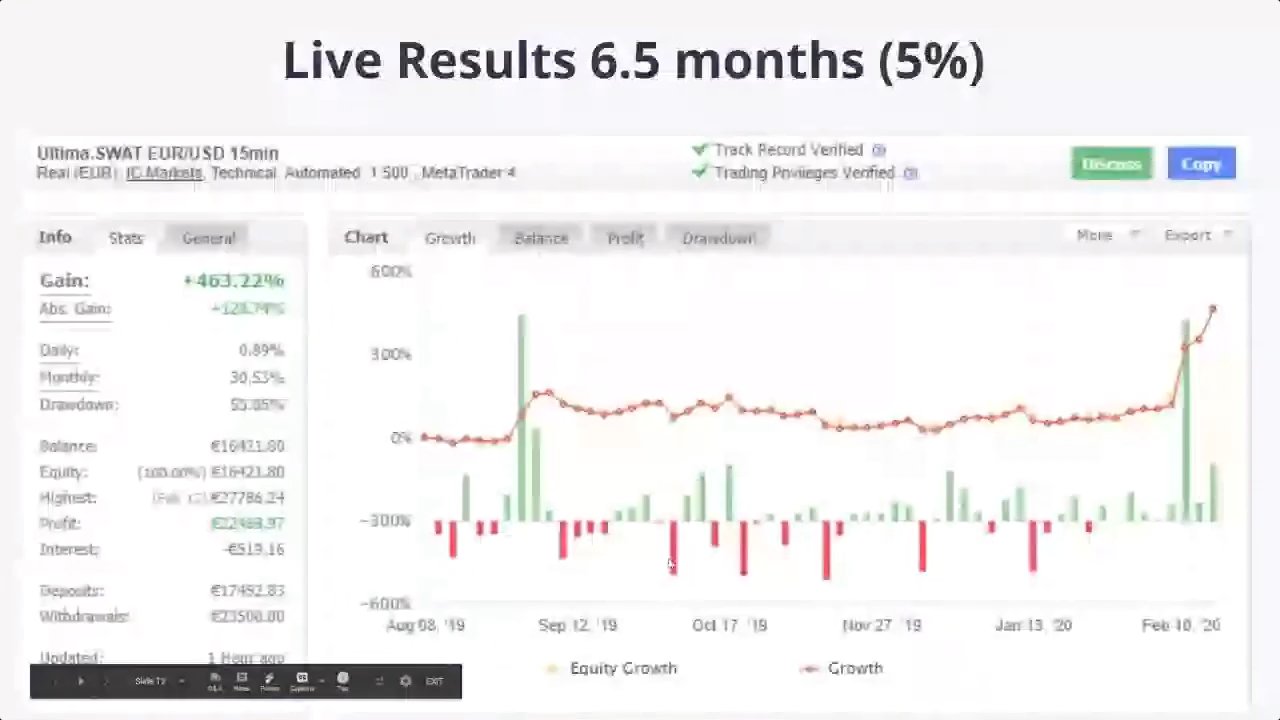 Live Results 6.5 months (5%)
Ultima.SWAT EUR/USD 15min
Real (EUR), IC Markets, Technical, Automated, 1:500, MetaTrader 4
Track Record Verified
Trading Privileges Verified
Discuss
Copy
Info
Stats
General
Gain: +463.22%
Abs. Gain:
Daily: 0.89%
Monthly: 30.53%
Drawdown:
Balance: €16421.80
Equity: (100.00%) €16421.80
Highest: €27786.24
Profit:
Interest: -€519.16
Deposits:
Withdrawals:
Updated: 1 Hour ago
Chart
Growth
Balance
Profit
Drawdown
More
Export
600%
300%
0%
-300%
-600%
Aug 08, '19
Sep 12, '19
Oct 17, '19
Nov 27, '19
Jan 13, '20
Feb 10, '20
Equity Growth
Growth
EXIT